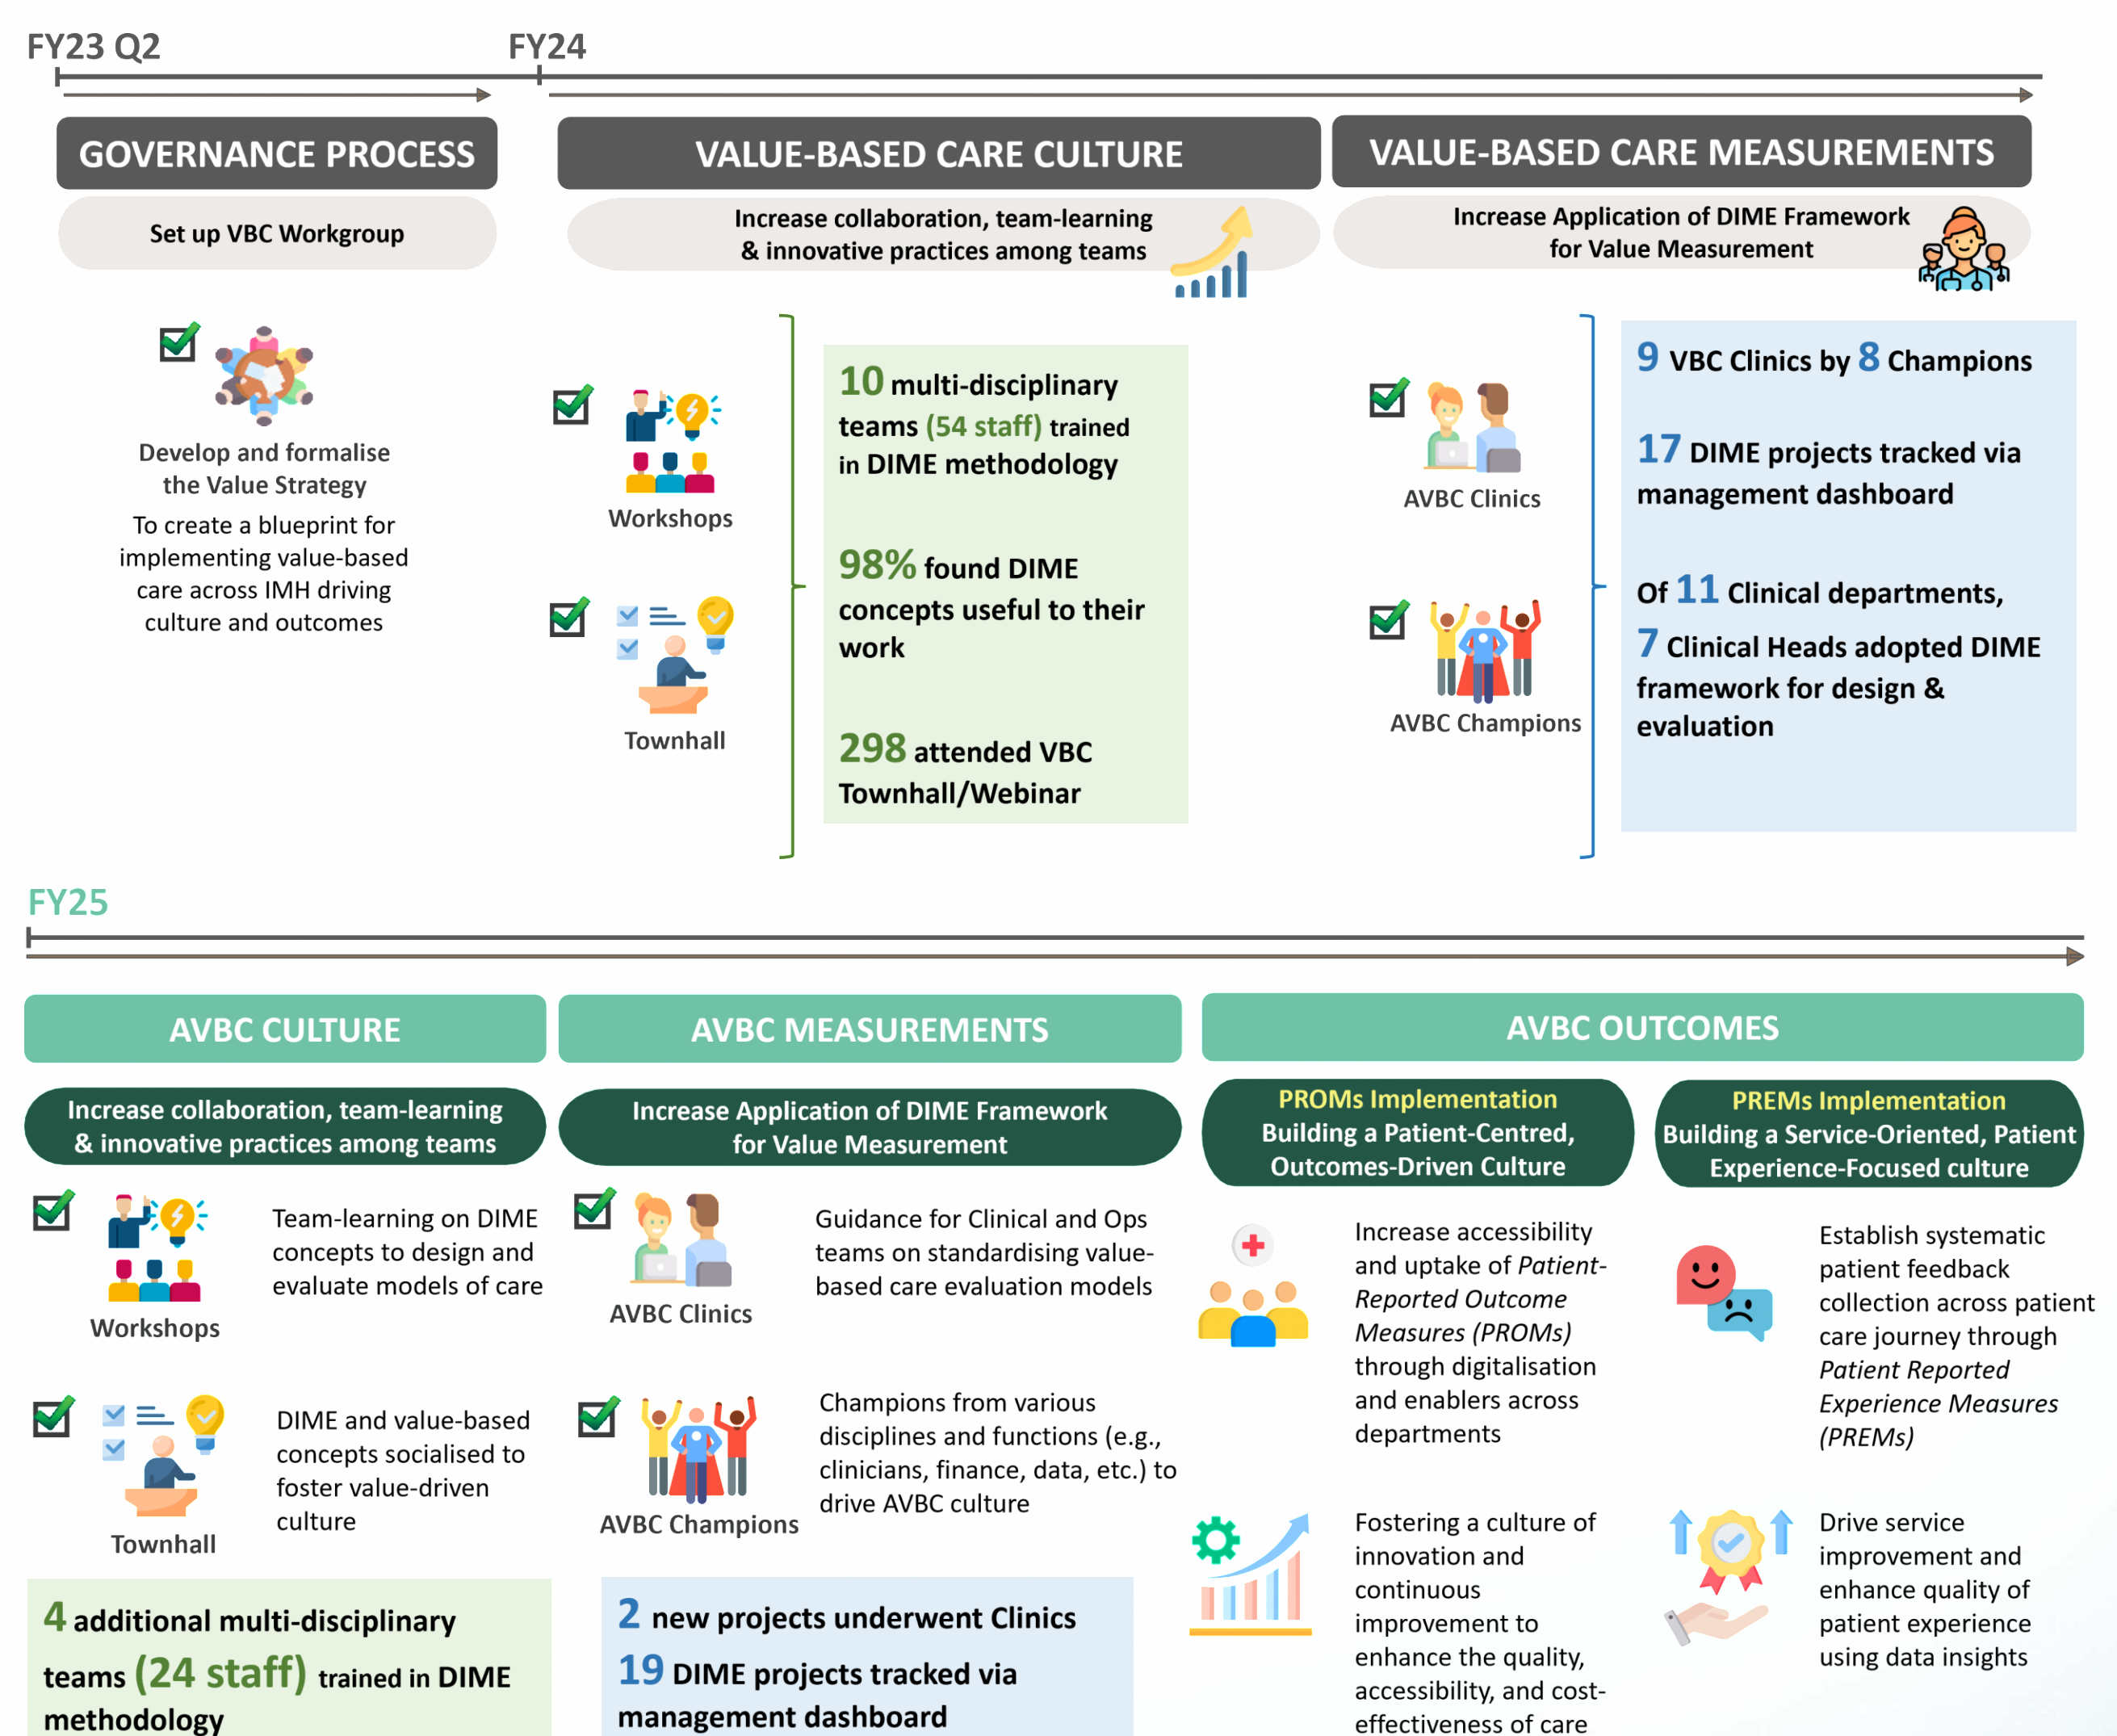 FY23 Q2
FY24
GOVERNANCE PROCESS
Set up VBC Workgroup
Develop and formalise
the Value Strategy
To create a blueprint for
implementing value-based
care across IMH driving
culture and outcomes
VALUE-BASED CARE CULTURE
Increase collaboration, team-learning
& innovative practices among teams
Workshops
Townhall
10 multi-disciplinary
teams (54 staff) trained
in DIME methodology
98% found DIME
concepts useful to their
work
298 attended VBC
Townhall/Webinar
VALUE-BASED CARE MEASUREMENTS
Increase Application of DIME Framework
for Value Measurement
AVBC Clinics
AVBC Champions
9 VBC Clinics by 8 Champions
17 DIME projects tracked via
management dashboard
Of 11 Clinical departments,
7 Clinical Heads adopted DIME
framework for design &
evaluation
FY25
AVBC CULTURE
Increase collaboration, team-learning
& innovative practices among teams
Workshops
Team-learning on DIME
concepts to design and
evaluate models of care
Townhall
DIME and value-based
concepts socialised to
foster value-driven
culture
4 additional multi-disciplinary
teams (24 staff) trained in DIME
methodology
AVBC MEASUREMENTS
Increase Application of DIME Framework
for Value Measurement
AVBC Clinics
Guidance for Clinical and Ops
teams on standardising value-
based care evaluation models
AVBC Champions
Champions from various
disciplines and functions (e.g.,
clinicians, finance, data, etc.) to
drive AVBC culture
2 new projects underwent Clinics
19 DIME projects tracked via
management dashboard
AVBC OUTCOMES
PROMs Implementation
Building a Patient-Centred,
Outcomes-Driven Culture
Increase accessibility
and uptake of Patient-
Reported Outcome
Measures (PROMs)
through digitalisation
and enablers across
departments
Fostering a culture of
innovation and
continuous
improvement to
enhance the quality,
accessibility, and cost-
effectiveness of care
PREMs Implementation
Building a Service-Oriented, Patient
Experience-Focused culture
Establish systematic
patient feedback
collection across patient
care journey through
Patient Reported
Experience Measures
(PREMs)
Drive service
improvement and
enhance quality of
patient experience
using data insights